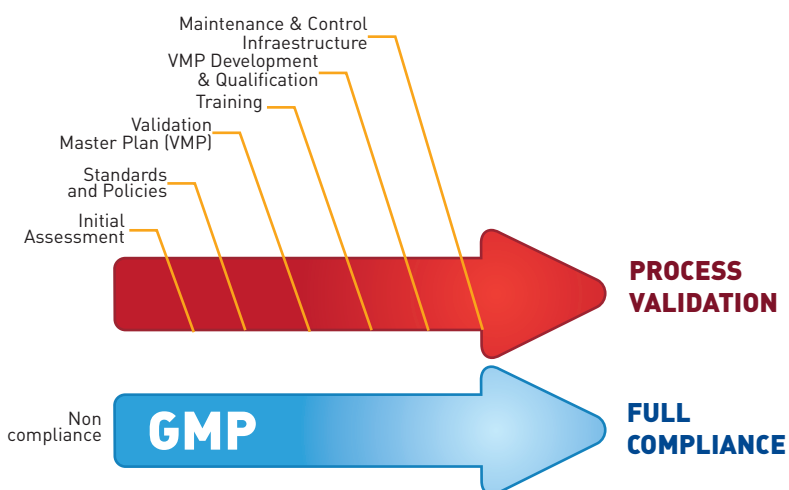 Maintenance & Control
Infraestructure
VMP Development
& Qualification
Training
Validation
Master Plan (VMP)
Standards
and Policies
Initial
Assessment
PROCESS
VALIDATION
Non
compliance
GMP
FULL
COMPLIANCE